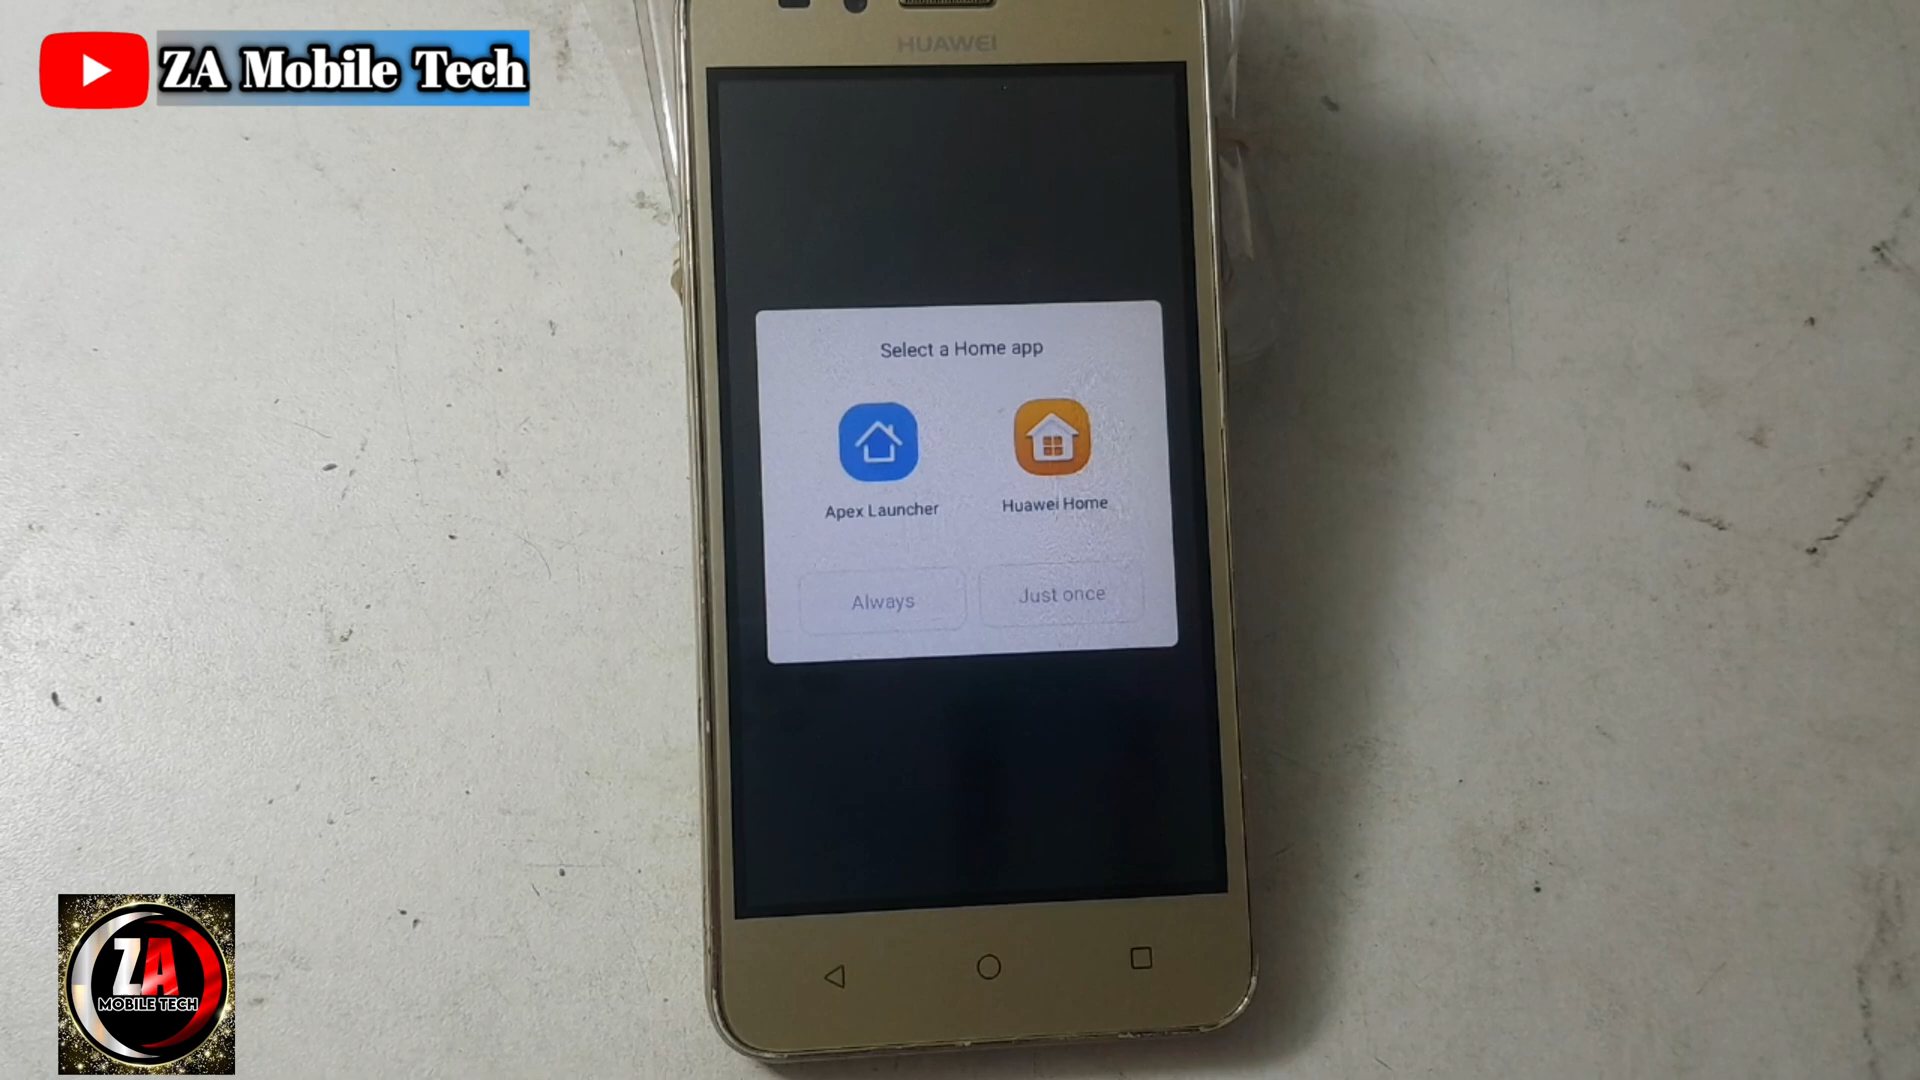 ZA Mobile Tech
HUAWEI
Select a Home app
Apex Launcher
Huawei Home
Always
Just once
ZA
MOBILE TECH